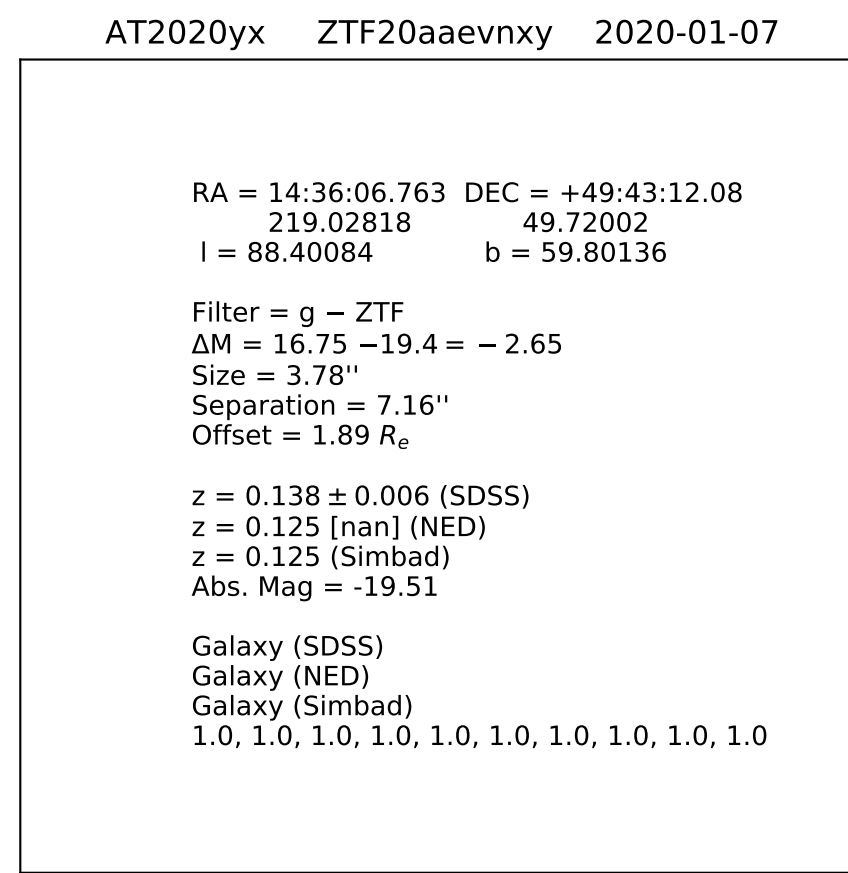 AT2020yx ZTF20aaevnxy 2020-01-07
RA = 14:36:06.763 DEC = +49:43:12.08
219.02818 49.72002
l = 88.40084 b = 59.80136
Filter = g − ZTF
ΔM = 16.75 −19.4 = − 2.65
Size = 3.78''
Separation = 7.16''
Offset = 1.89 Re
z = 0.138 ± 0.006 (SDSS)
z = 0.125 [nan] (NED)
z = 0.125 (Simbad)
Abs. Mag = -19.51
Galaxy (SDSS)
Galaxy (NED)
Galaxy (Simbad)
1.0, 1.0, 1.0, 1.0, 1.0, 1.0, 1.0, 1.0, 1.0, 1.0